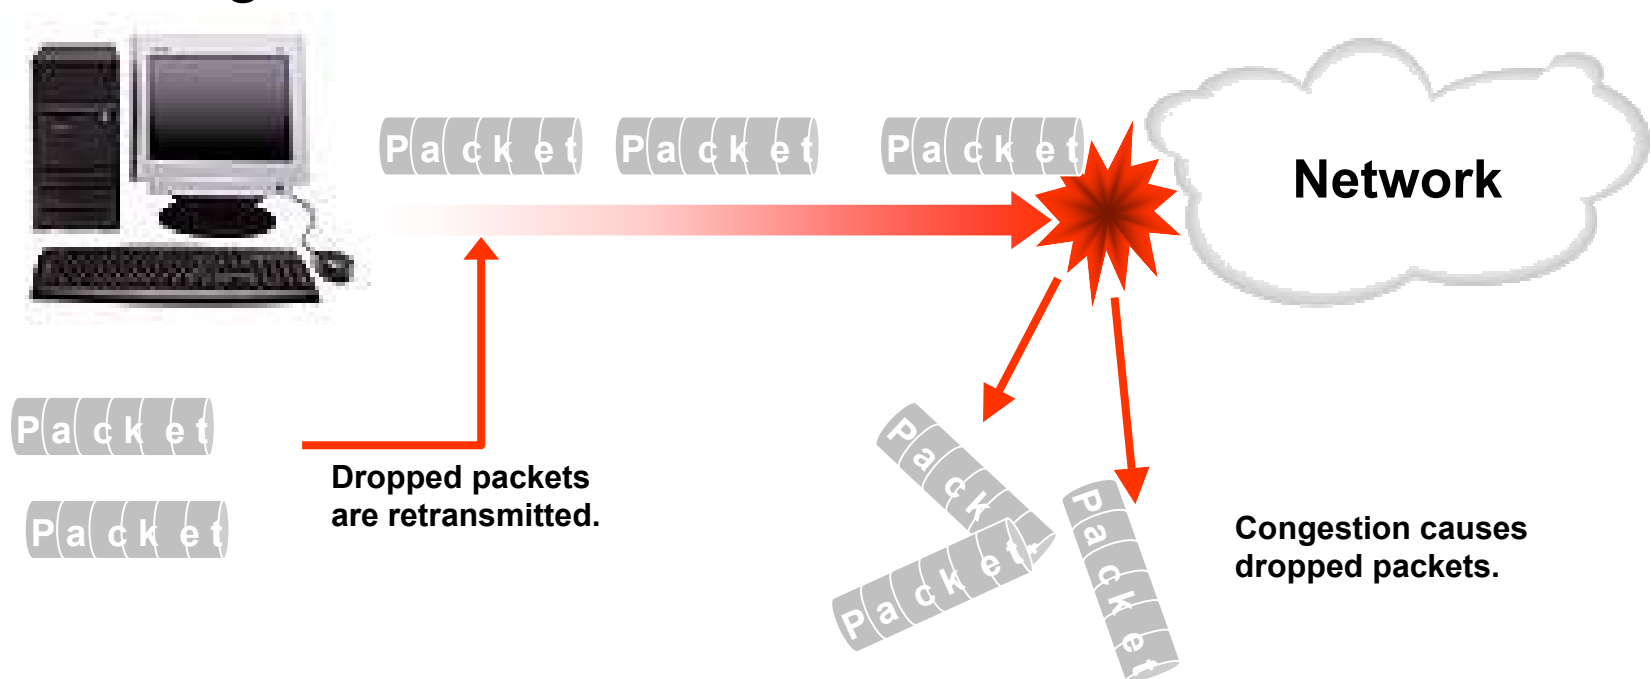 Packet Packet Packet
Network
Packet
Packet
Dropped packets
are retransmitted.
Packet
Packet
Packet
Congestion causes
dropped packets.